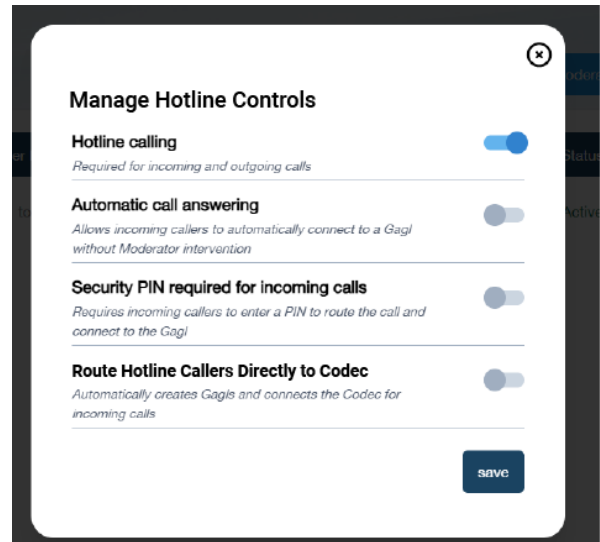 Manage Hotline Controls
Hotline calling
Required for incoming and outgoing calls
Automatic call answering
Allows incoming callers to automatically connect to a Gagl
without Moderator intervention
Security PIN required for incoming calls
Requires incoming callers to enter a PIN to route the call and
connect to the Gagl
Route Hotline Callers Directly to Codec
Automatically creates Gagls and connects the Codec for
incoming calls
save
Active